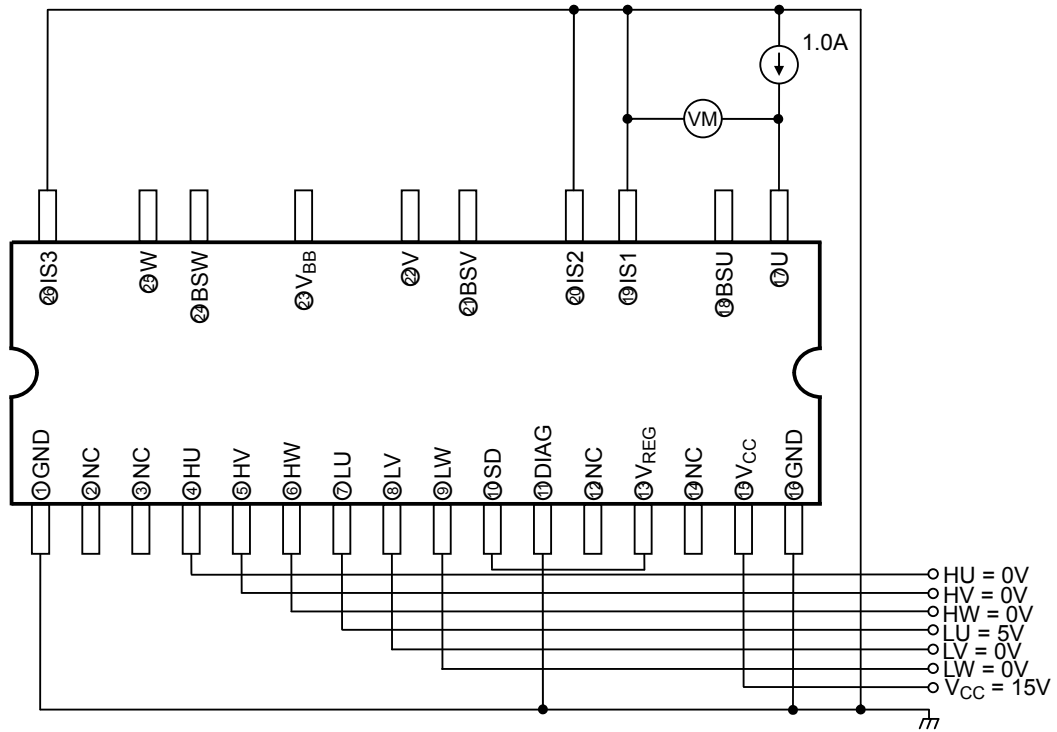 1.0A
VM
㉖IS3
㉕W
㉔BSW
㉓VBB
㉒V
㉑BSV
⑳IS2
⑲IS1
⑱BSU
⑰U
①GND
②NC
③NC
④HU
⑤HV
⑥HW
⑦LU
⑧LV
⑨LW
⑩SD
⑪DIAG
⑫NC
⑬VREG
⑭NC
⑮VCC
⑯GND
HU = 0V
HV = 0V
HW = 0V
LU = 5V
LV = 0V
LW = 0V
VCC = 15V